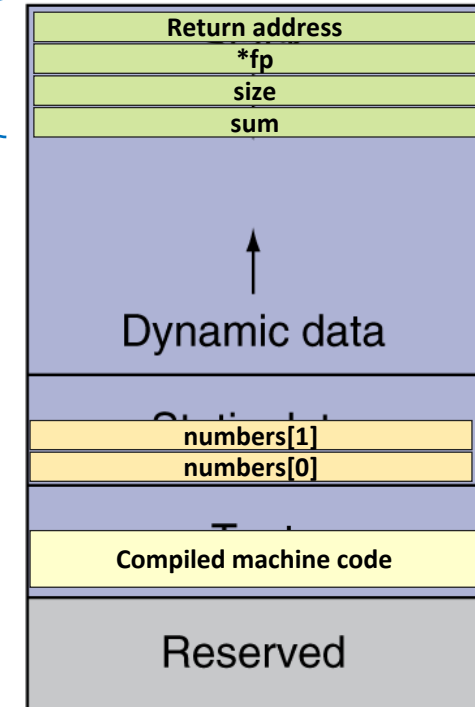 Return address
*fp
size
sum
Dynamic data
numbers[1]
numbers[0]
Compiled machine code
Reserved